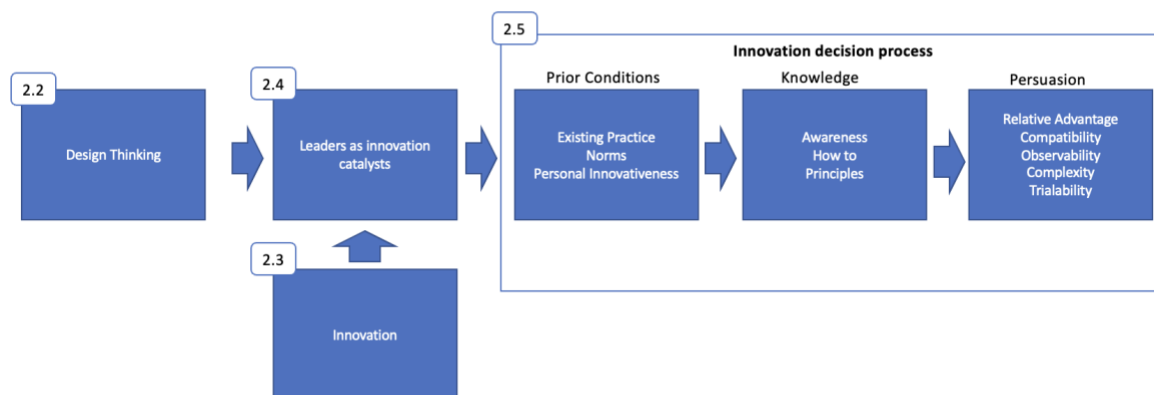 2.5
Innovation decision process
2.2
Design Thinking
2.4
Leaders as innovation
catalysts
2.3
Innovation
Prior Conditions
Existing Practice
Norms
Personal Innovativeness
Knowledge
Awareness
How to
Principles
Persuasion
Relative Advantage
Compatibility
Observability
Complexity
Trialability